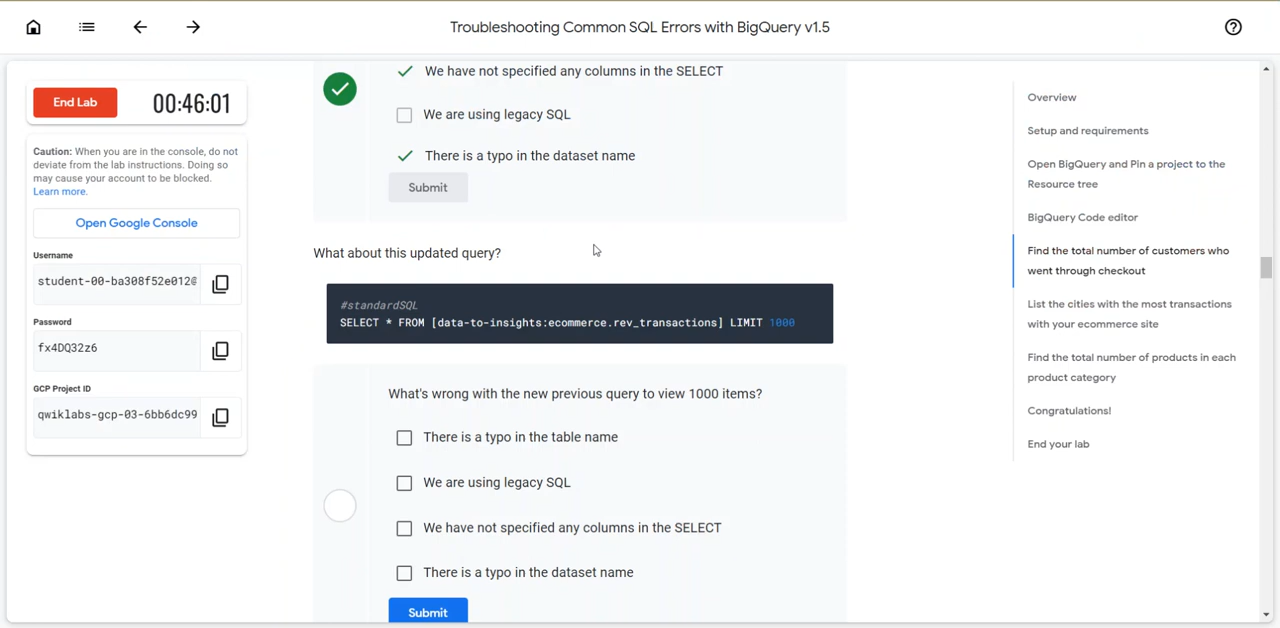 Troubleshooting Common SQL Errors with BigQuery v1.5
End Lab
00:46:01
Caution: When you are in the console, do not
deviate from the lab instructions. Doing so
may cause your account to be blocked.
Learn more.
Open Google Console
Username
student-00-ba308f52e012@
Password
fx4DQ32z6
GCP Project ID
qwiklabs-gcp-03-6bb6dc99
We have not specified any columns in the SELECT
We are using legacy SQL
There is a typo in the dataset name
Submit
What about this updated query?
#standardSQL
SELECT * FROM [data-to-insights:ecommerce.rev_transactions] LIMIT 1000
What's wrong with the new previous query to view 1000 items?
There is a typo in the table name
We are using legacy SQL
We have not specified any columns in the SELECT
There is a typo in the dataset name
Submit
Overview
Setup and requirements
Open BigQuery and Pin a project to the
Resource tree
BigQuery Code editor
Find the total number of customers who
went through checkout
List the cities with the most transactions
with your ecommerce site
Find the total number of products in each
product category
Congratulations!
End your lab